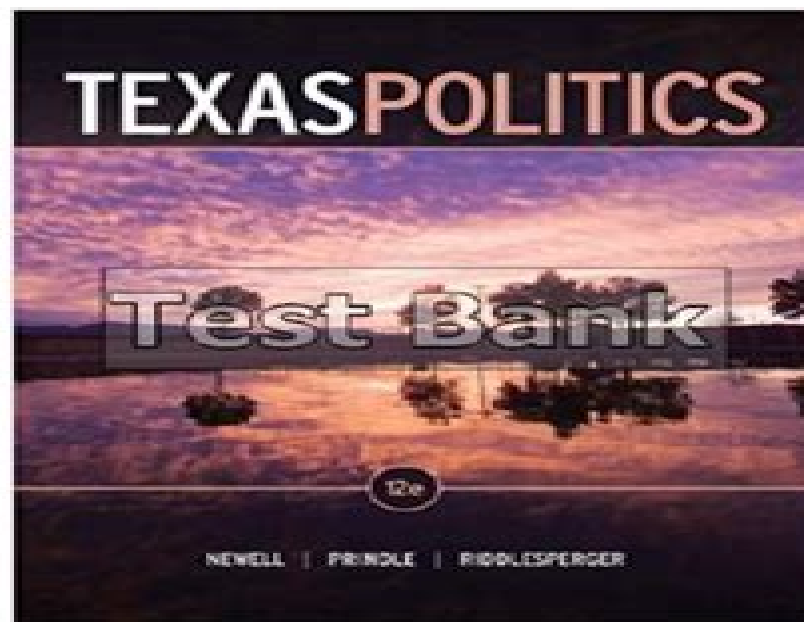 TEXASPOLITICS
Test Bank
12e
NEWELL | PRINDLE | RIDDLESPERGER